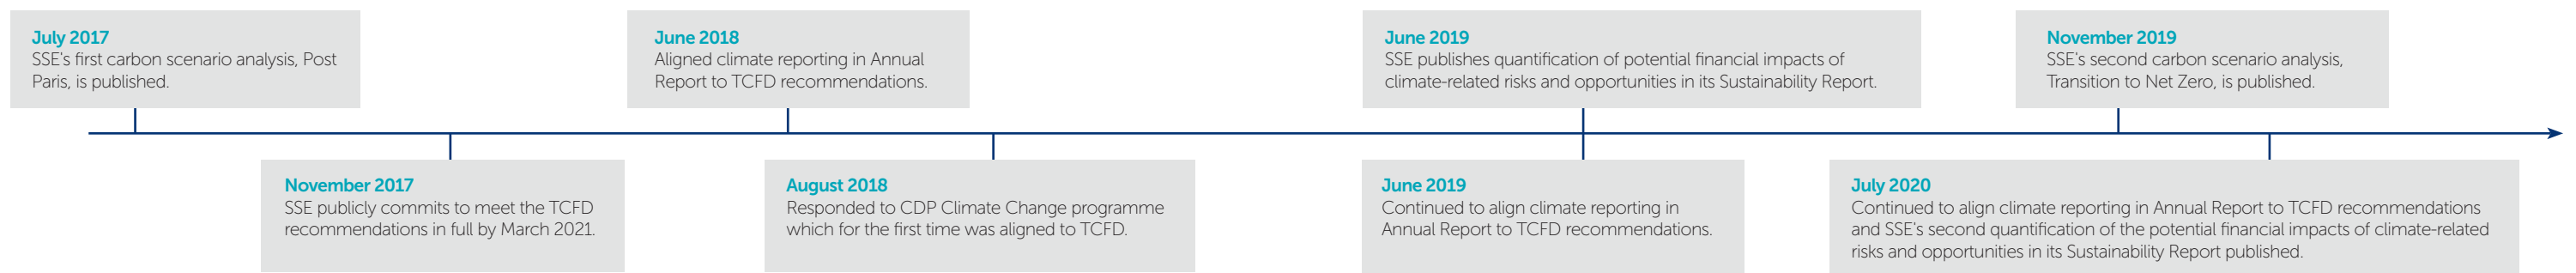 July 2017
SSE's first carbon scenario analysis, Post
Paris, is published.
November 2017
SSE publicly commits to meet the TCFD
recommendations in full by March 2021.
June 2018
Aligned climate reporting in Annual
Report to TCFD recommendations.
August 2018
Responded to CDP Climate Change programme
which for the first time was aligned to TCFD.
June 2019
SSE publishes quantification of potential financial impacts of
climate-related risks and opportunities in its Sustainability Report.
June 2019
Continued to align climate reporting in
Annual Report to TCFD recommendations.
November 2019
SSE's second carbon scenario analysis,
Transition to Net Zero, is published.
July 2020
Continued to align climate reporting in Annual Report to TCFD recommendations
and SSE's second quantification of the potential financial impacts of climate-related
risks and opportunities in its Sustainability Report published.